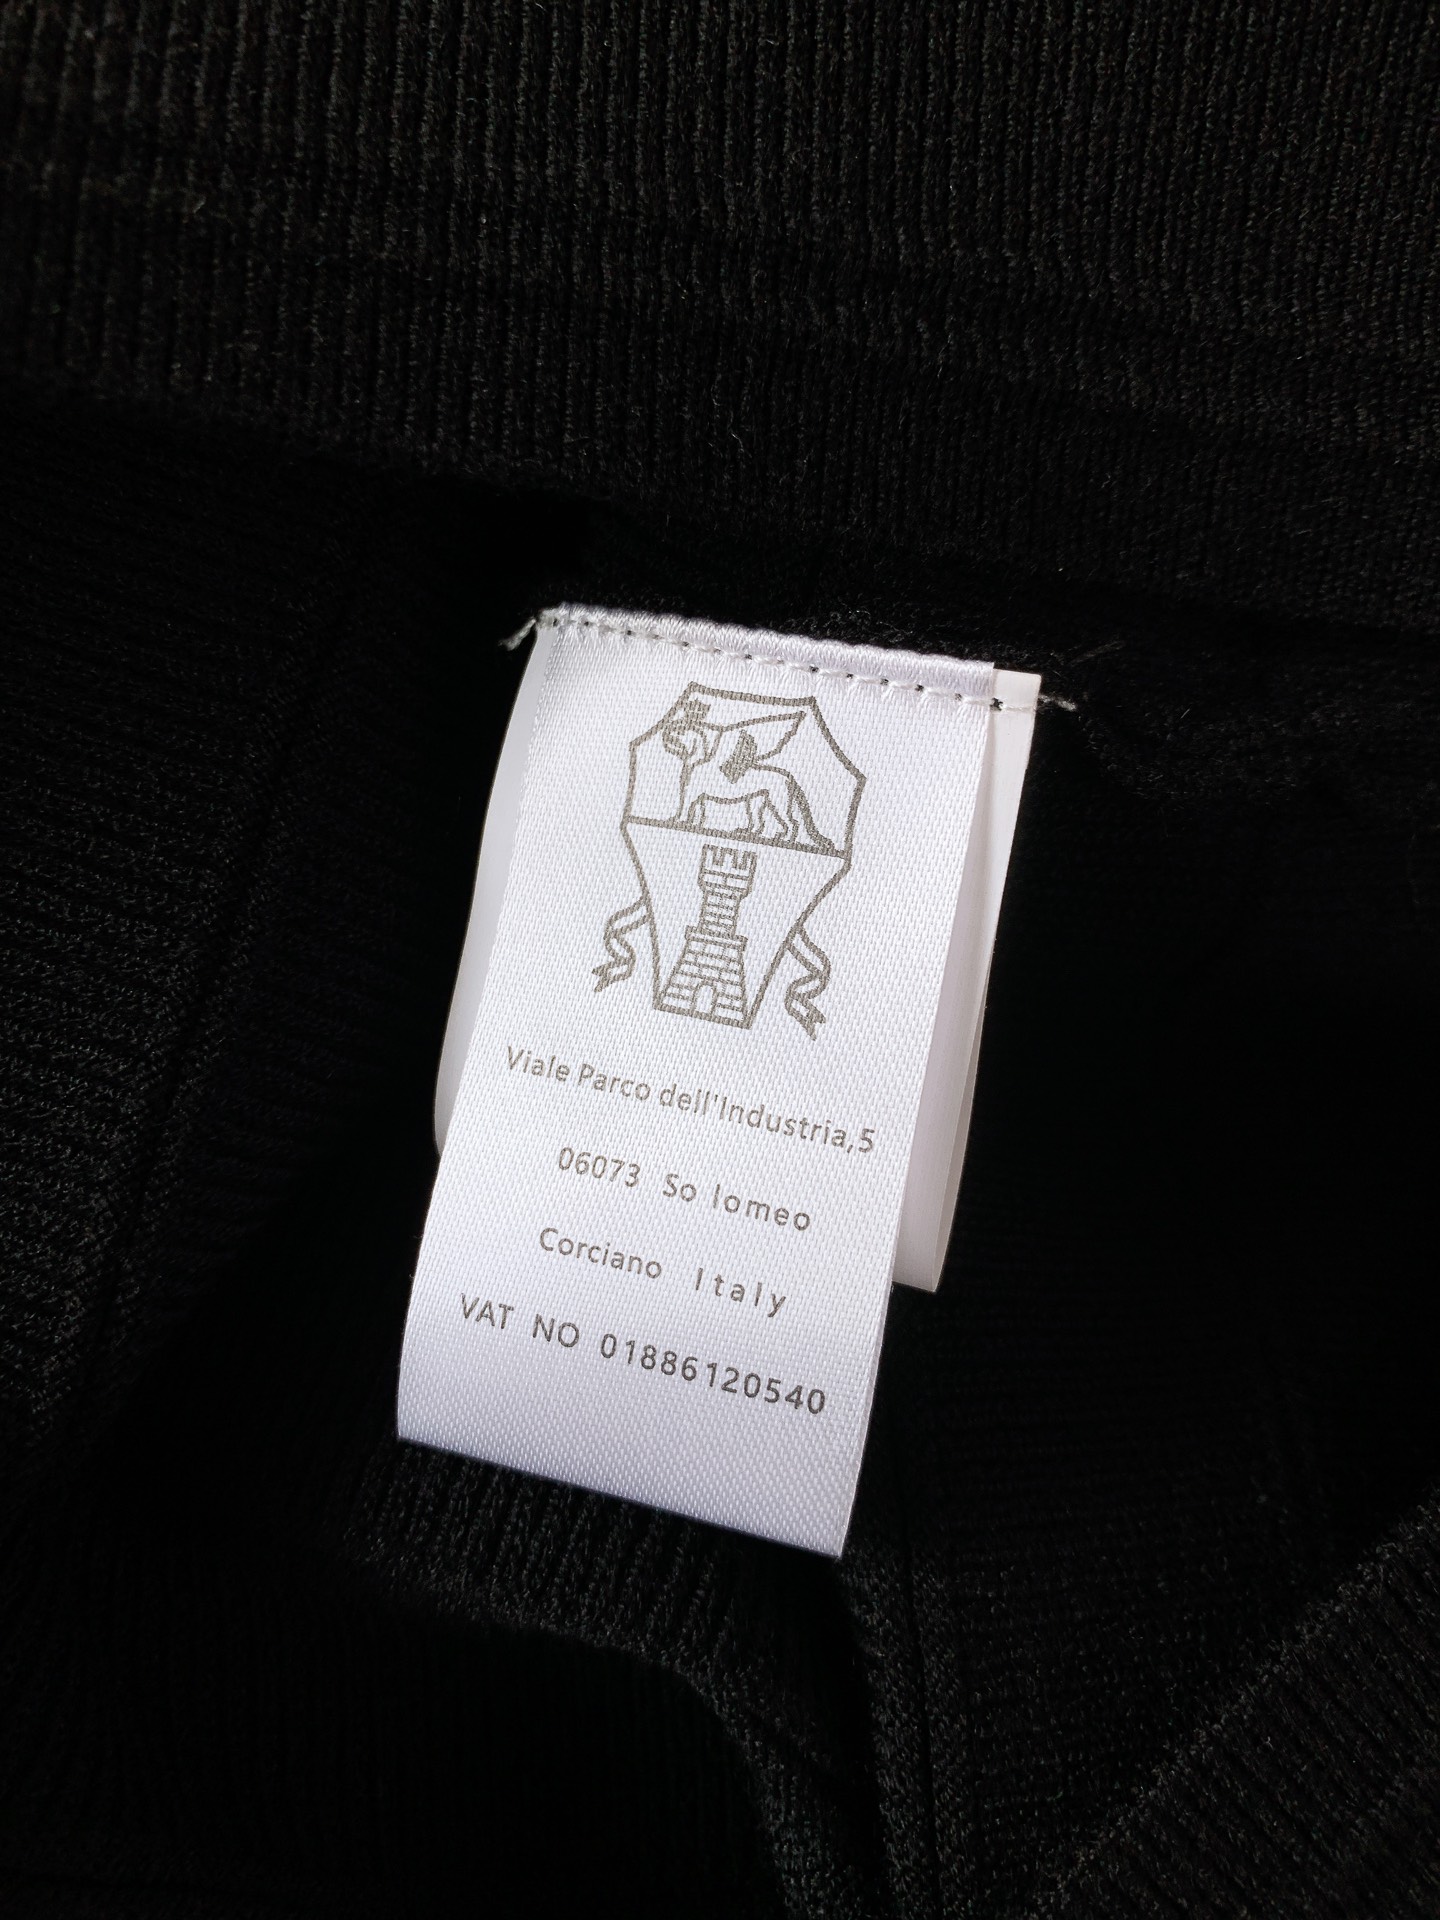 Viale Parco dell'Industria,5
06073 So lomeo
Corciano Italy
VAT NO 01886120540